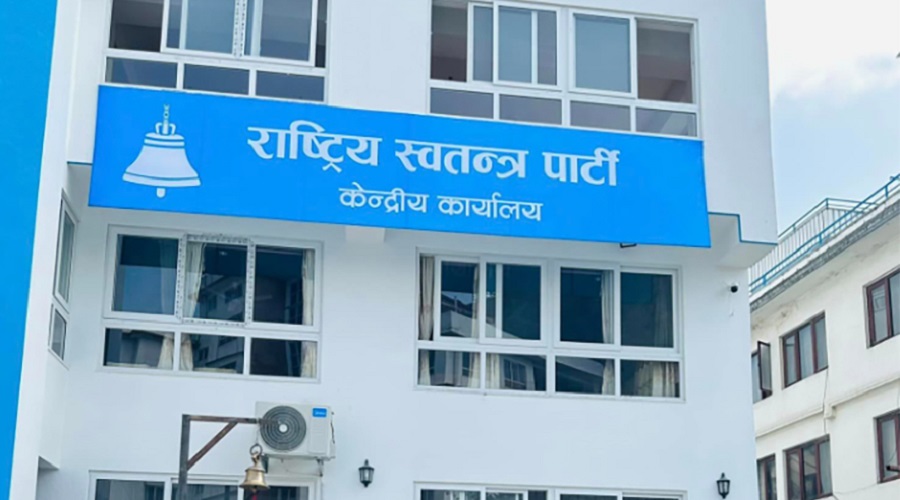 राष्ट्रिय स्वतन्त्र पार्टी
केन्द्रीय कार्यालय